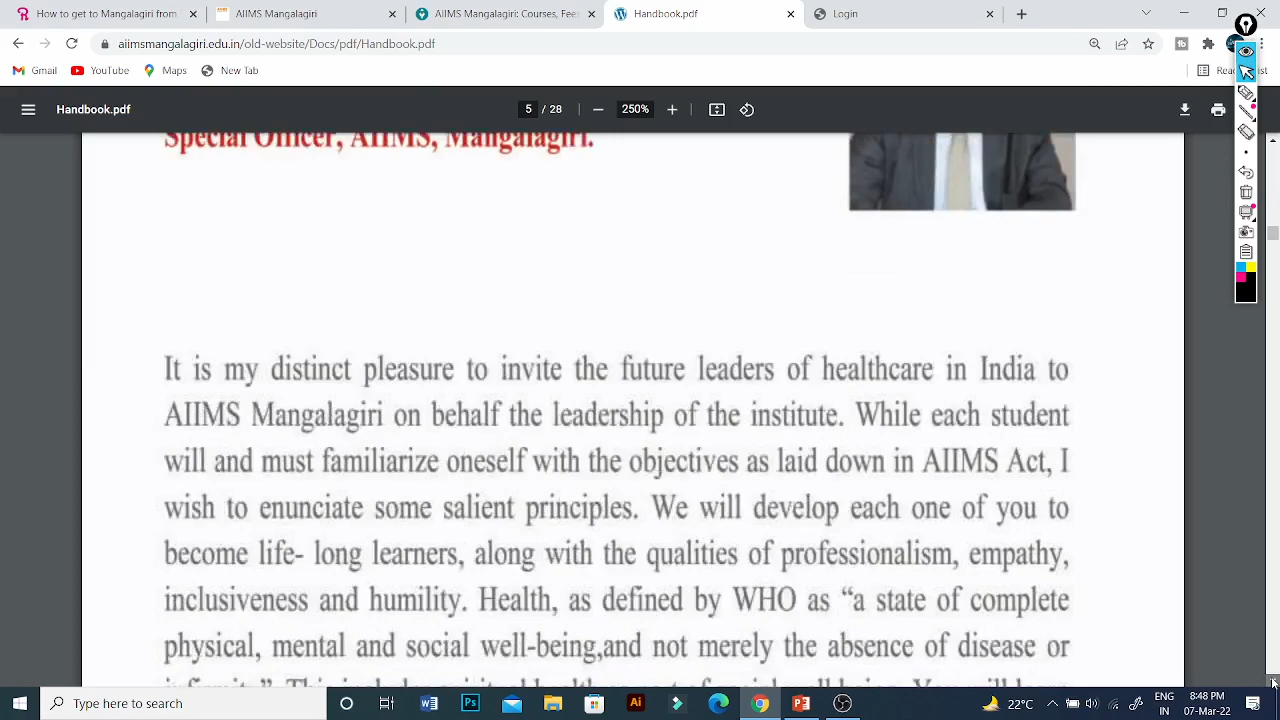 How to get to Mangalagiri from
AIIMS Mangalagiri
AIIMS Mangalagiri: Courses, Fees
Handbook.pdf
Login
aiimsmangalagiri.edu.in/old-website/Docs/pdf/Handbook.pdf
Gmail
YouTube
Maps
New Tab
Handbook.pdf
5 / 28
250%
Special Officer, AIIMS, Mangalagiri.
It is my distinct pleasure to invite the future leaders of healthcare in India to
AIIMS Mangalagiri on behalf the leadership of the institute. While each student
will and must familiarize oneself with the objectives as laid down in AIIMS Act, I
wish to enunciate some salient principles. We will develop each one of you to
become life- long learners, along with the qualities of professionalism, empathy,
inclusiveness and humility. Health, as defined by WHO as “a state of complete
physical, mental and social well-being,and not merely the absence of disease or
Type here to search
22°C
ENG
IN
8:48 PM
07-Mar-22